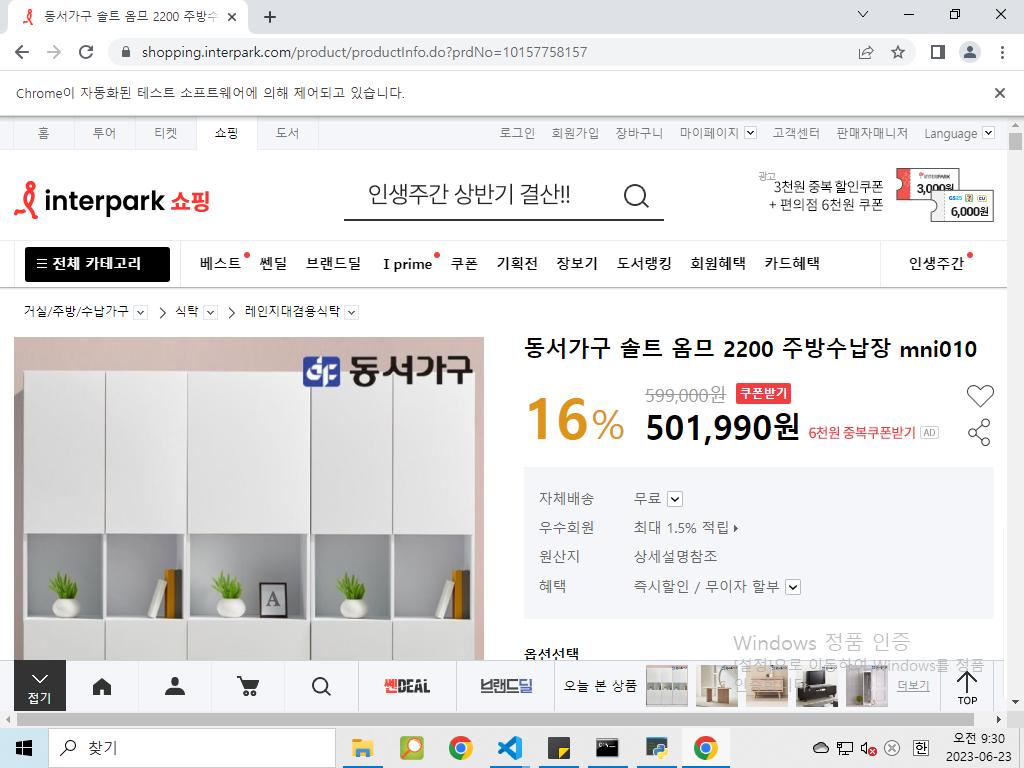 동서가구 솔트 옴므 2200 주방수
shopping.interpark.com/product/productInfo.do?prdNo=10157758157
Chrome이 자동화된 테스트 소프트웨어에 의해 제어되고 있습니다.
홈 투어 티켓 쇼핑 도서 로그인 회원가입 장바구니 마이페이지 고객센터 판매자매니저 Language
interpark 쇼핑
인생주간 상반기 결산!!
광고
3천원 중복 할인쿠폰
+ 편의점 6천원 쿠폰
INTERPARK
3,000원
GS25 CU
6,000원
전체 카테고리 베스트 쎈딜 브랜드딜 I prime 쿠폰 기획전 장보기 도서랭킹 회원혜택 카드혜택 인생주간
거실/주방/수납가구 식탁 레인지대겸용식탁
동서가구
A
동서가구 솔트 옴므 2200 주방수납장 mni010
16%
599,000원 쿠폰받기
501,990원 6천원 중복쿠폰받기 AD
자체배송 무료
우수회원 최대 1.5% 적립
원산지 상세설명참조
혜택 즉시할인 / 무이자 할부
옵션선택
Windows 정품 인증
[설정]으로 이동하여 Windows를 정품
인증합니다.
접기
쎈DEAL
브랜드딜
오늘 본 상품
더보기
TOP
찾기
한
오전 9:30
2023-06-23